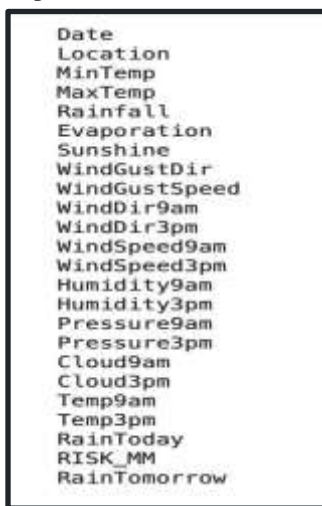 Date
Location
MinTemp
MaxTemp
Rainfall
Evaporation
Sunshine
WindGustDir
WindGustSpeed
WindDir9am
WindDir3pm
WindSpeed9am
WindSpeed3pm
Humidity9am
Humidity3pm
Pressure9am
Pressure3pm
Cloud9am
Cloud3pm
Temp9am
Temp3pm
RainToday
RISK_MM
RainTomorrow